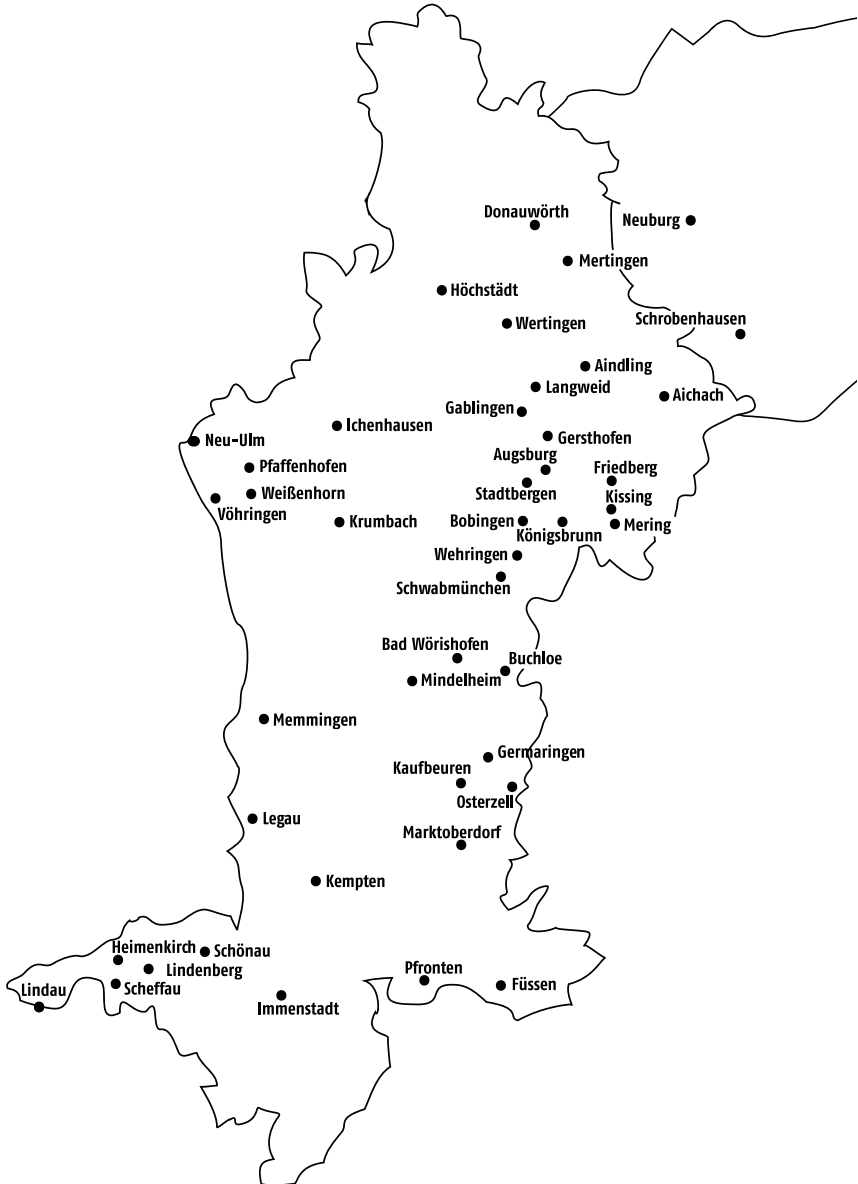 Donauwörth
Neuburg
Mertingen
Höchstädt
Schrobenhausen
Wertingen
Aindling
Langweid
Aichach
Gablingen
Ichenhausen
Gersthofen
Neu-Ulm
Augsburg
Pfaffenhofen
Friedberg
Weißenhorn
Stadtbergen
Kissing
Vöhringen
Krumbach
Bobingen
Königsbrunn
Mering
Wehringen
Schwabmünchen
Bad Wörishofen
Buchloe
Mindelheim
Memmingen
Germaringen
Kaufbeuren
Osterzell
Legau
Marktoberdorf
Kempten
Heimenkirch
Schönau
Lindenberg
Pfronten
Scheffau
Füssen
Lindau
Immenstadt